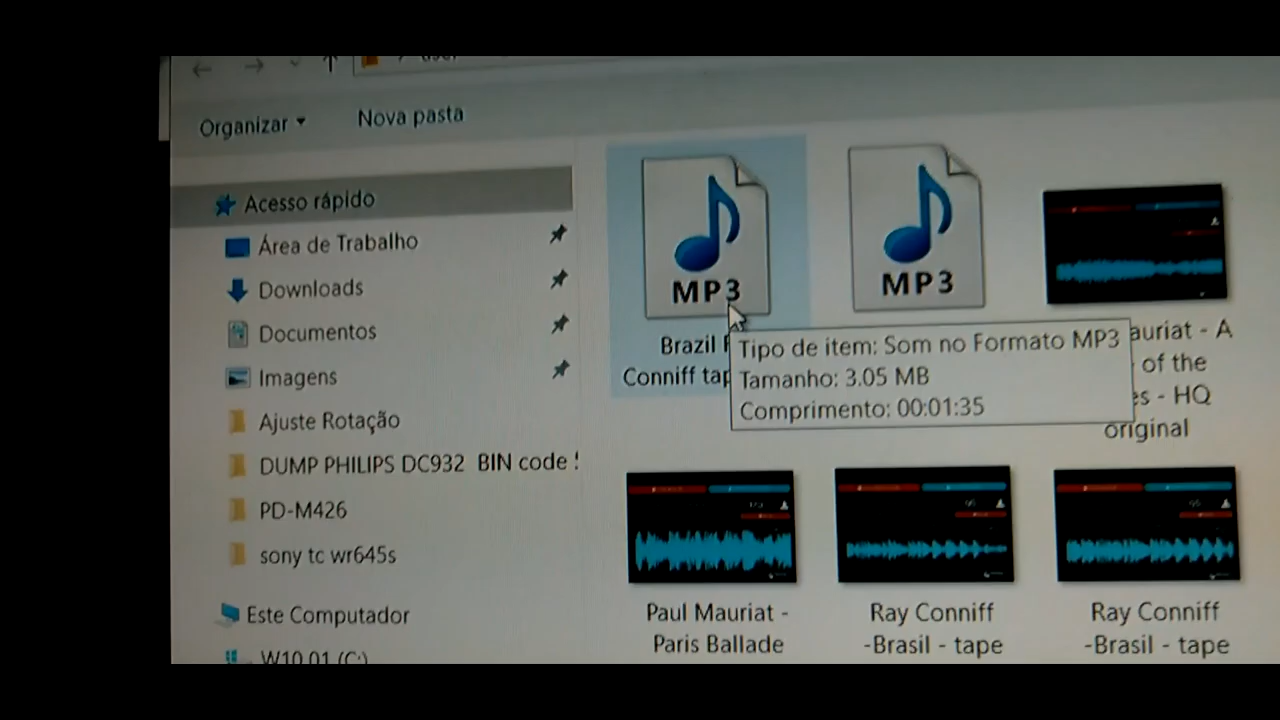 Organizar
Nova pasta
Acesso rápido
Área de Trabalho
Downloads
Documentos
Imagens
Ajuste Rotação
DUMP PHILIPS DC932 BIN code
PD-M426
sony tc wr645s
Este Computador
W10 01 (C:)
MP3
MP3
Brazil
Conniff
Tipo de item: Som no Formato MP3
Tamanho: 3.05 MB
Comprimento: 00:01:35
auriat - A
of the
es - HQ
original
Paul Mauriat -
Paris Ballade
Ray Conniff
-Brasil - tape
Ray Conniff
-Brasil - tape